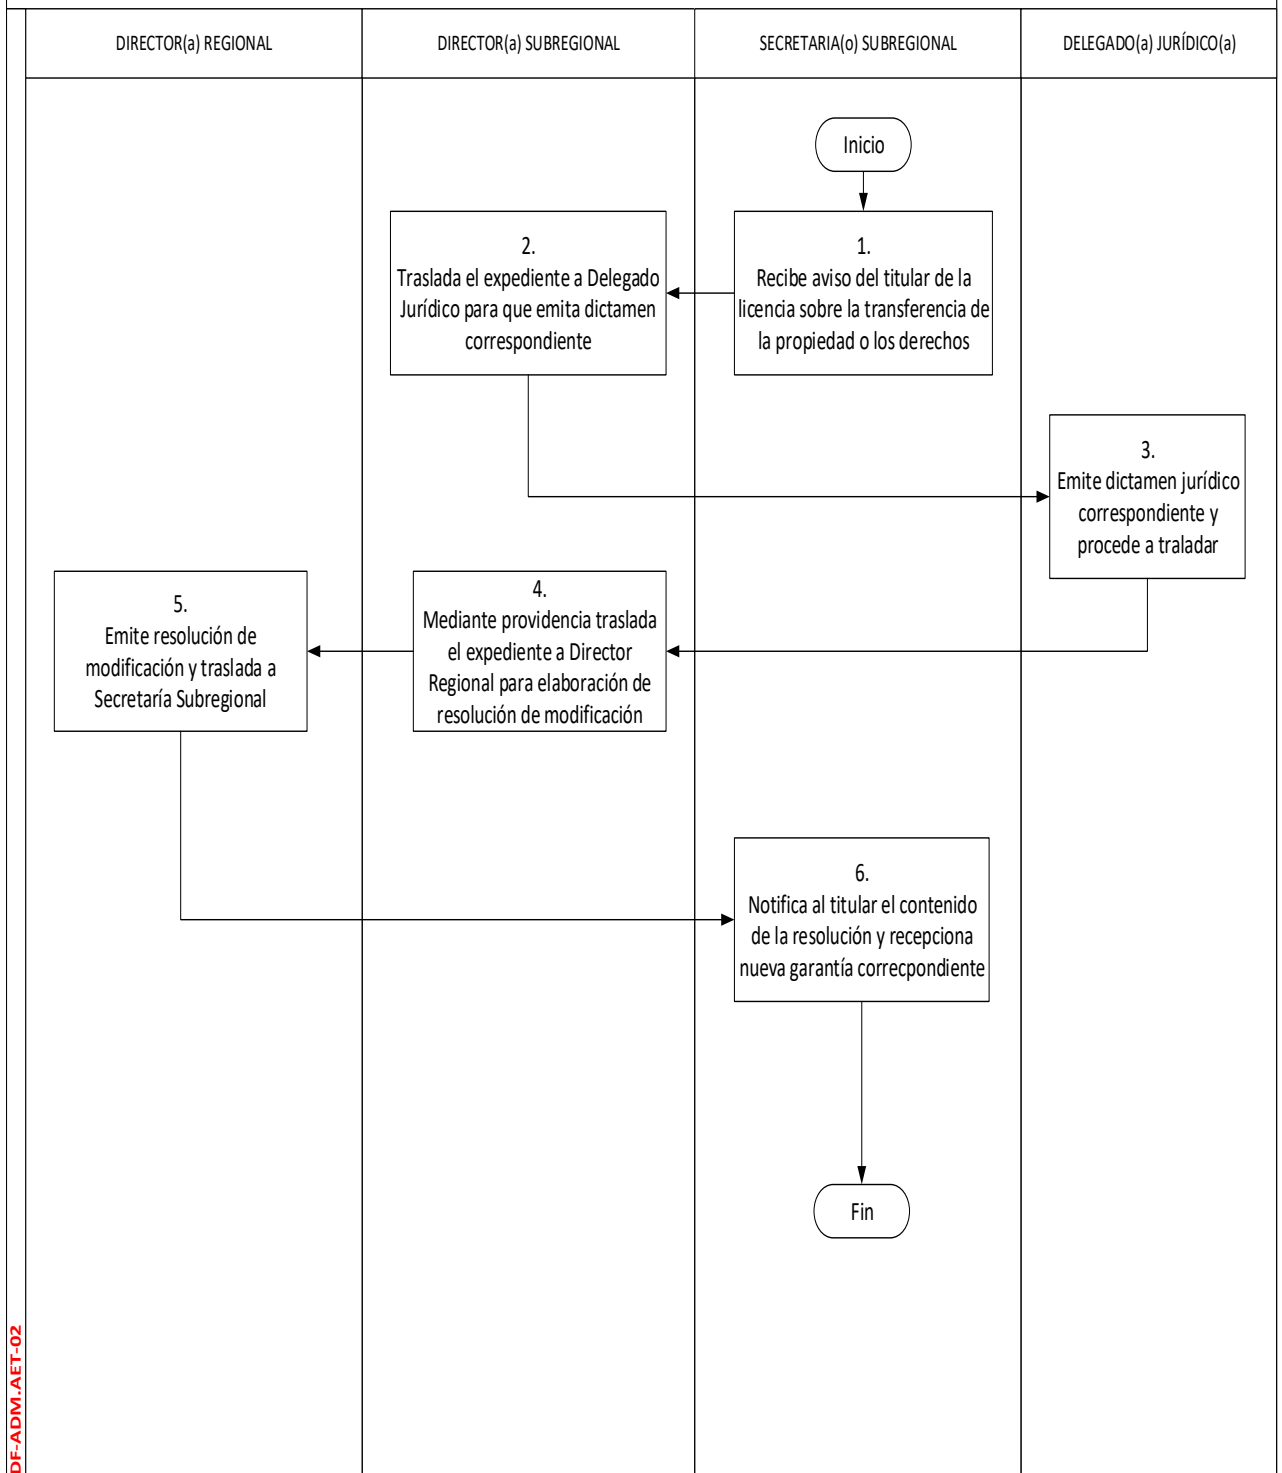 DIRECTOR(a) REGIONAL
DIRECTOR(a) SUBREGIONAL
SECRETARIA(o) SUBREGIONAL
DELEGADO(a) JURÍDICO(a)
Inicio
1.
Recibe aviso del titular de la
licencia sobre la transferencia de
la propiedad o los derechos
2.
Traslada el expediente a Delegado
Jurídico para que emita dictamen
correspondiente
3.
Emite dictamen jurídico
correspondiente y
procede a traladar
4.
Mediante providencia traslada
el expediente a Director
Regional para elaboración de
resolución de modificación
5.
Emite resolución de
modificación y traslada a
Secretaría Subregional
6.
Notifica al titular el contenido
de la resolución y recepciona
nueva garantía correcpondiente
Fin
DF-ADM.AET-02